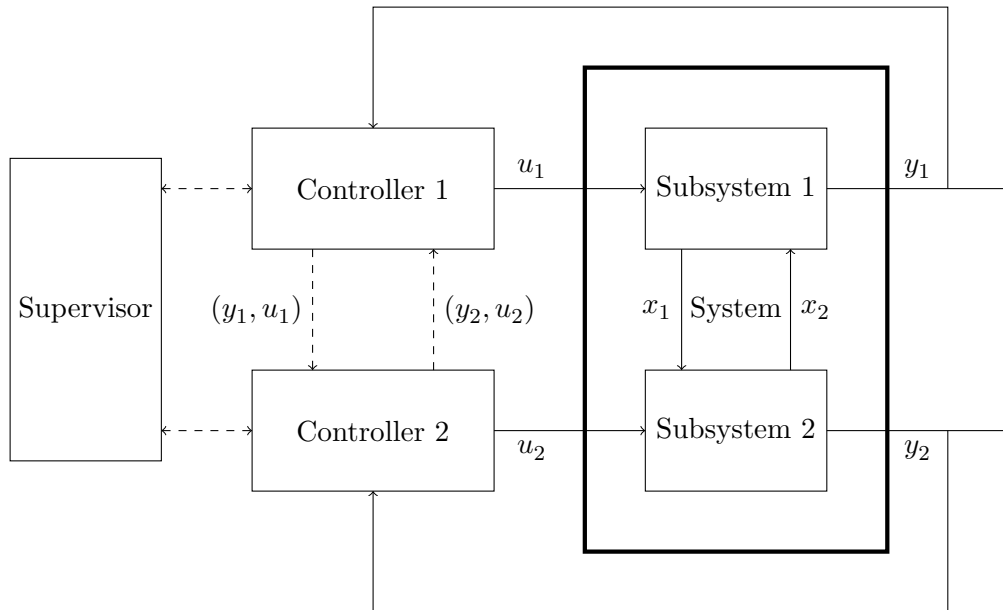 Supervisor
Controller 1
Controller 2
(y₁, u₁)
(y₂, u₂)
u₁
u₂
Subsystem 1
Subsystem 2
x₁
System
x₂
y₁
y₂